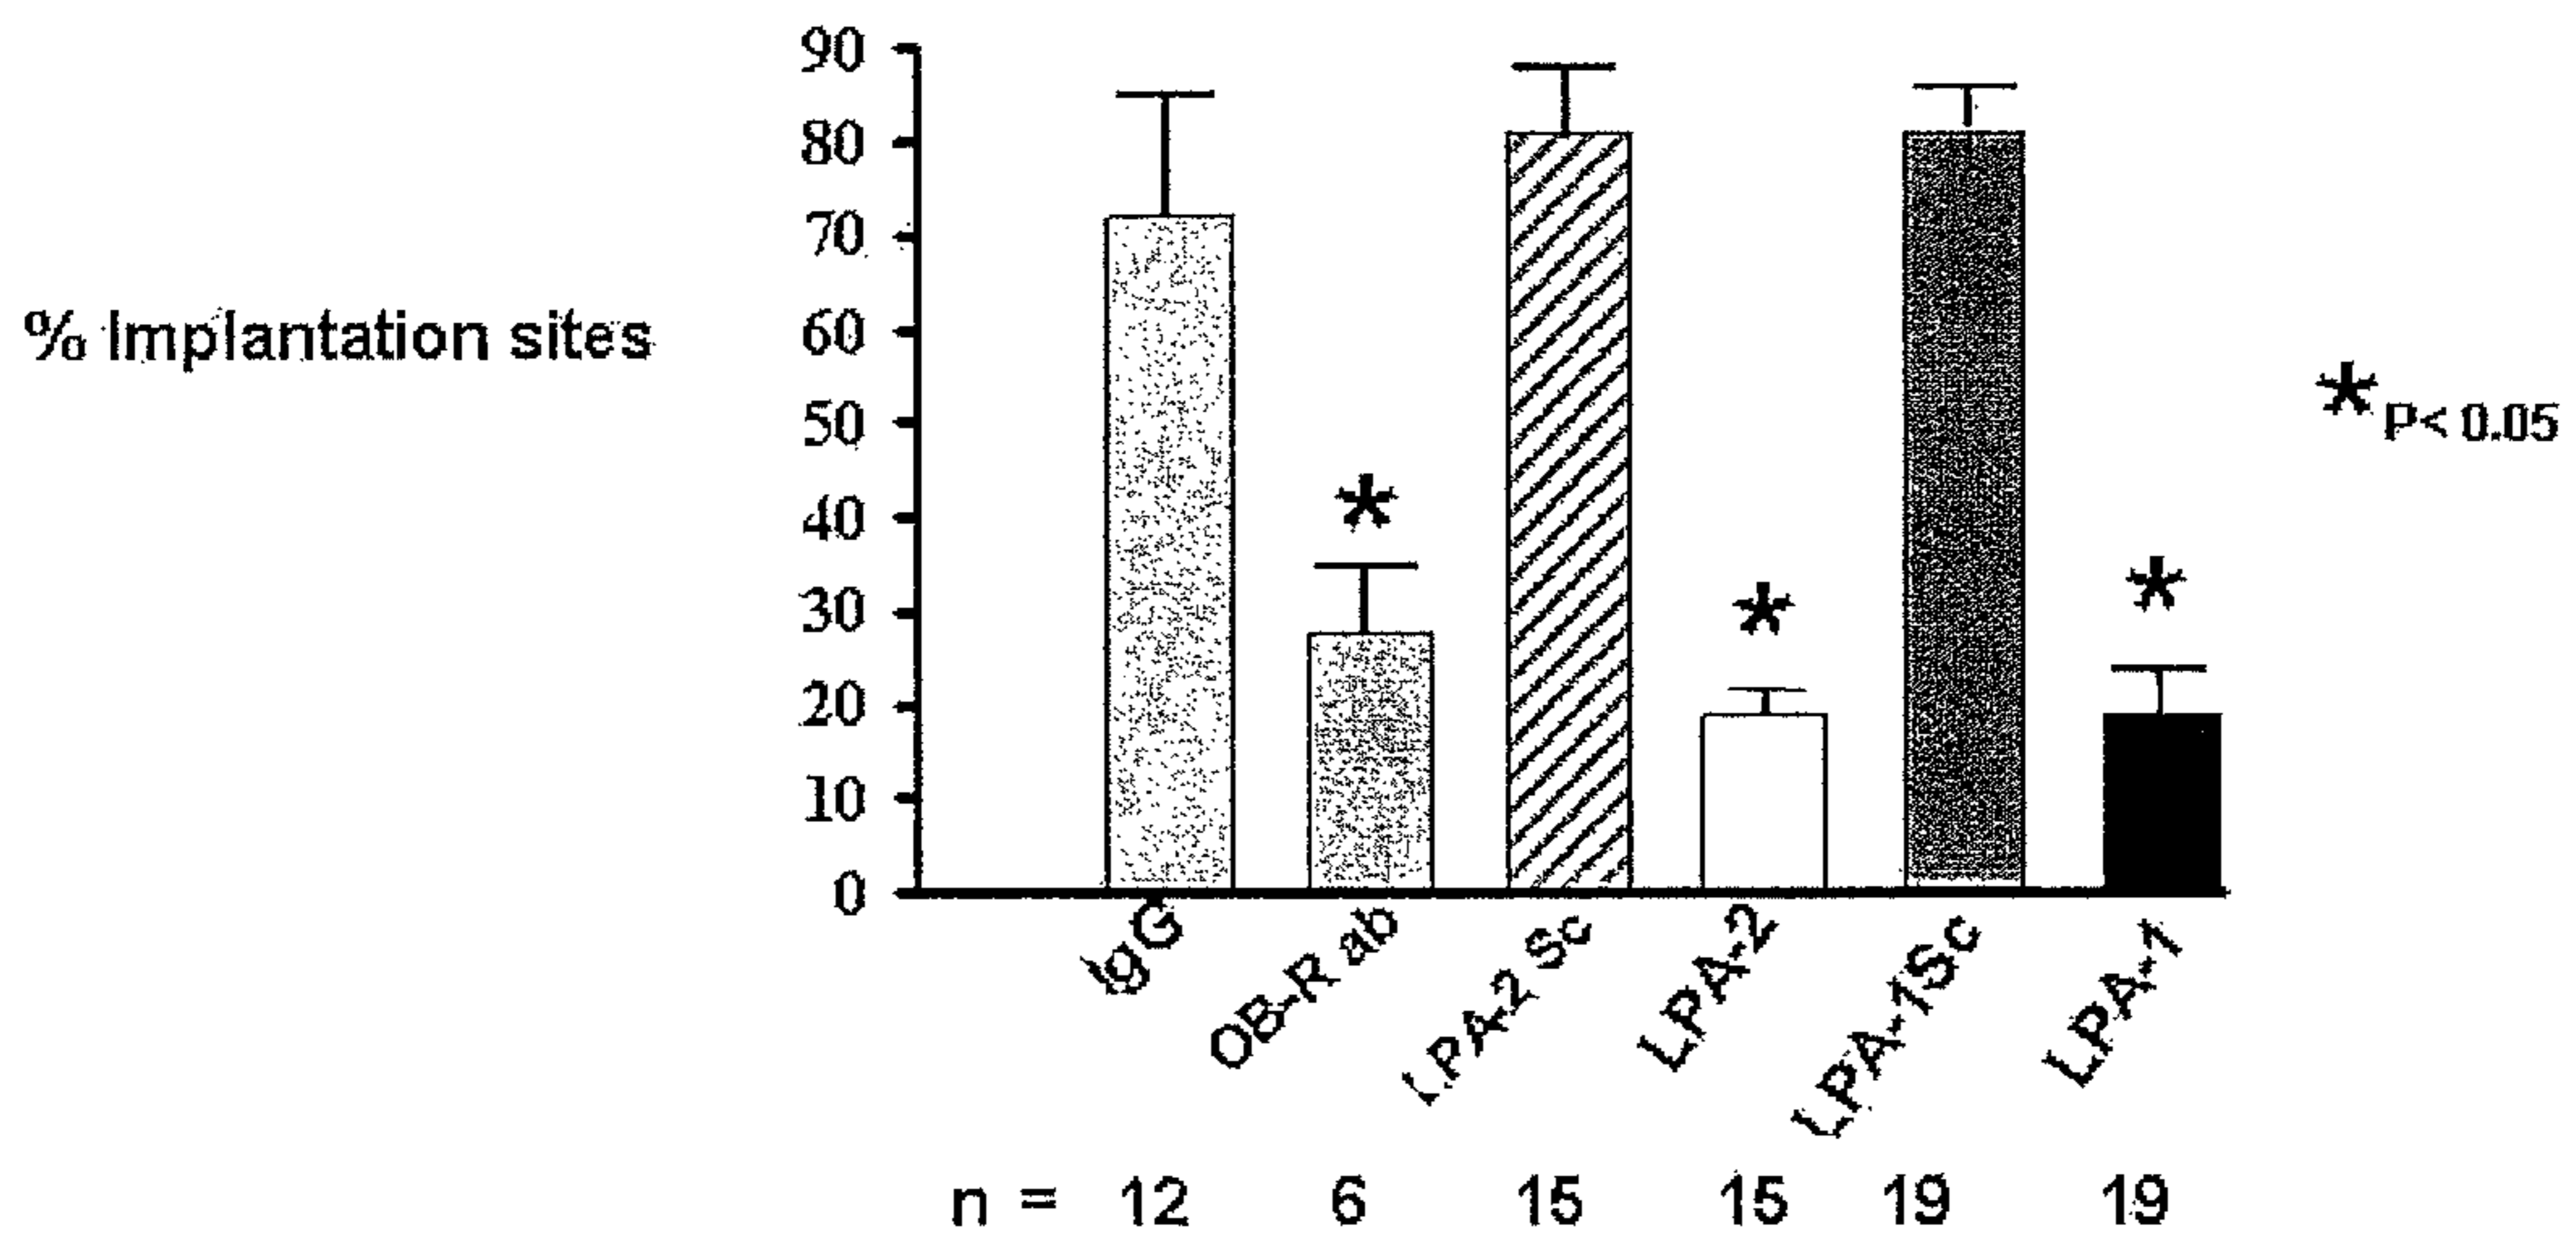 90
80
70
60
50
40
30
20
10
0
% Implantation sites
*
*
*
* P< 0.05
IgG
OB-R ab
LPA-2 Sc
LPA-2
LPA-1Sc
LPA-1
n = 12 6 15 15 19 19